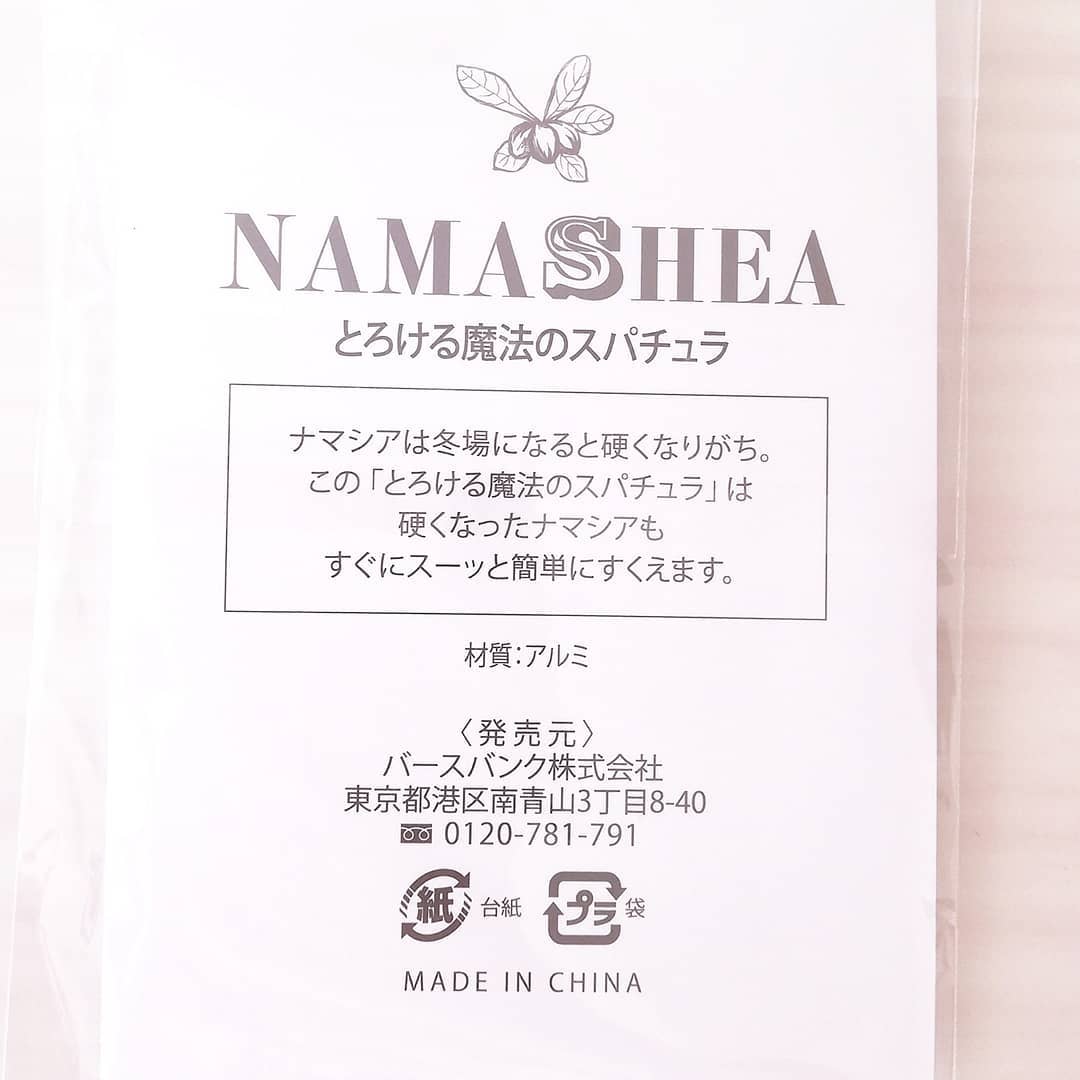 NAMASHEA
とろける魔法のスパチュラ
ナマシアは冬場になると硬くなりがち。
この「とろける魔法のスパチュラ」は
硬くなったナマシアも
すぐにスーッと簡単にすくえます。
材質：アルミ
〈発売元〉
バースバンク株式会社
東京都港区南青山3丁目8-40
0120-781-791
紙 台紙 プラ 袋
MADE IN CHINA